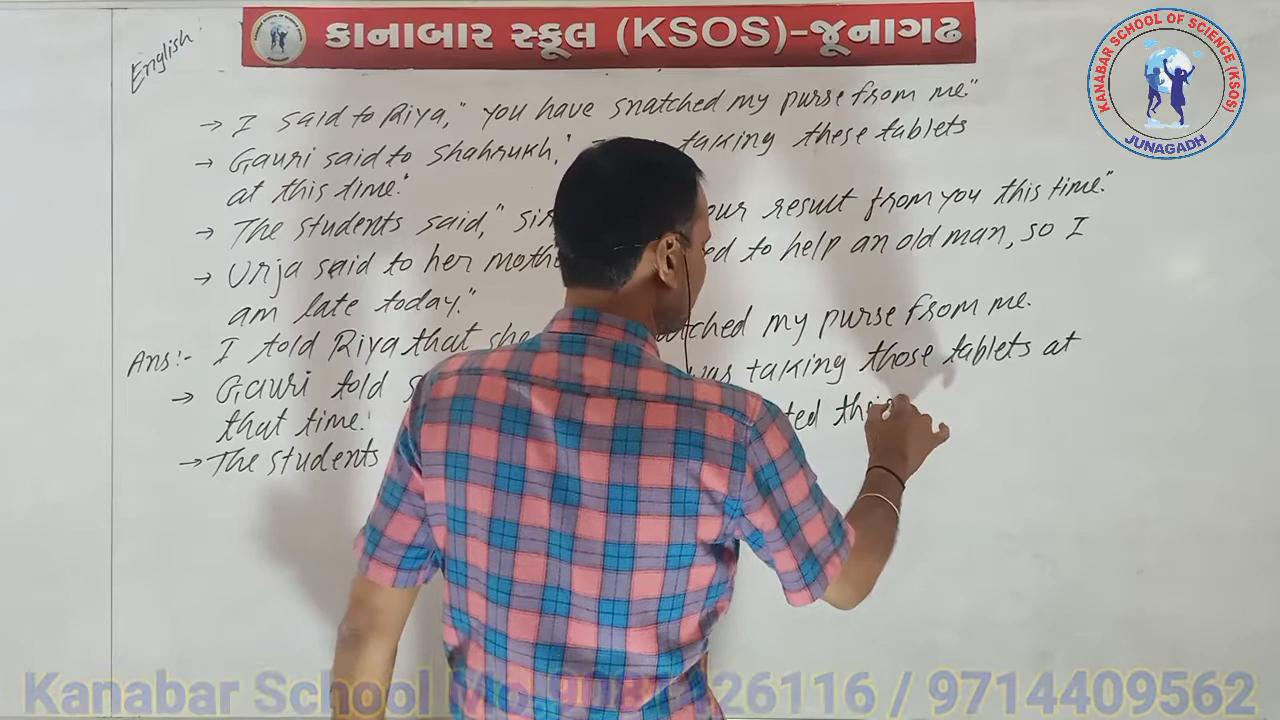 કાનાબાર સ્કૂલ (KSOS)-જૂનાગઢ
KANABAR SCHOOL OF SCIENCE (KSOS)
JUNAGADH
English:
→ I said to Riya," you have snatched my purse from me."
→ Gauri said to Shahrukh," taking these tablets
at this time."
→ The students said," sir our result from you this time."
→ Urja said to her to help an old man, so I
am late today."
Ans:- I told Riya that she my purse from me.
→ Gauri told was taking those tablets at
that time.
→ The students
Kanabar School Mo. 26116 / 9714409562